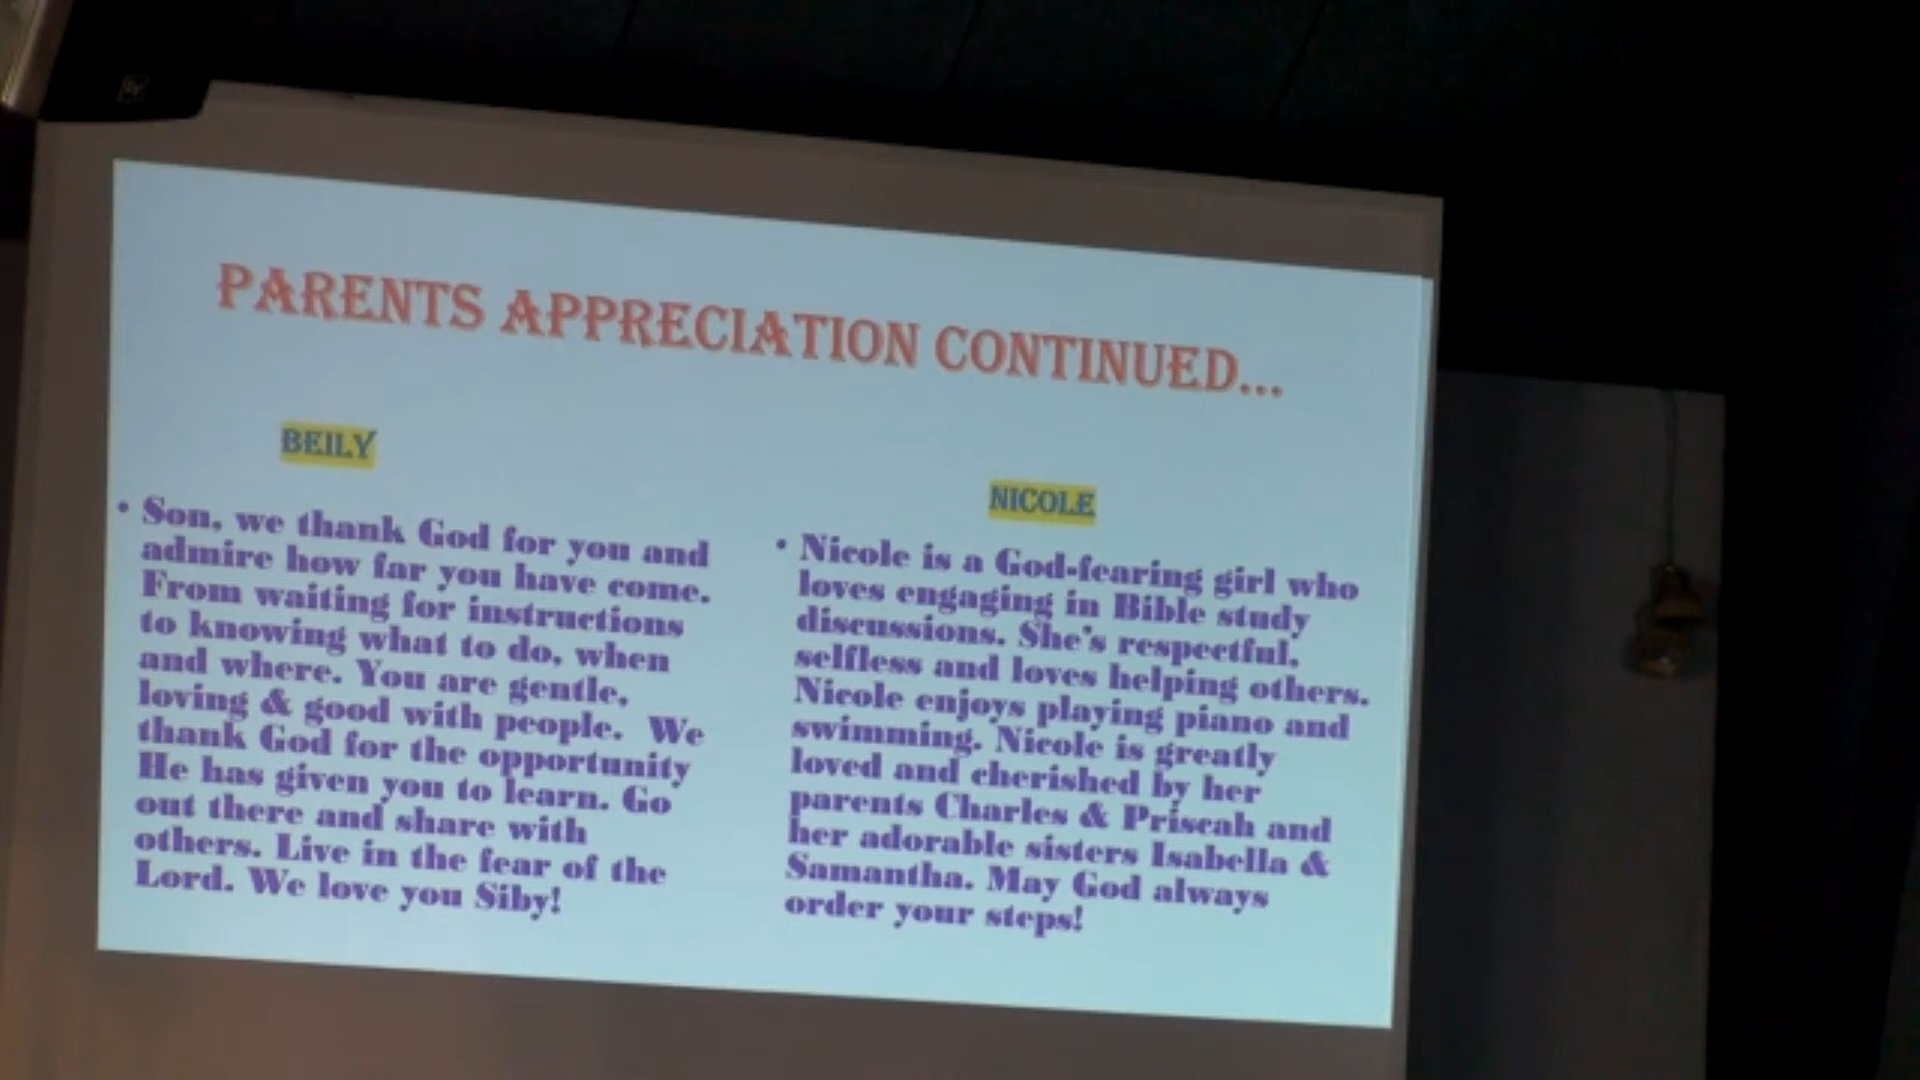 PARENTS APPRECIATION CONTINUED...
BEILY
• Son, we thank God for you and
admire how far you have come.
From waiting for instructions
to knowing what to do, when
and where. You are gentle,
loving & good with people. We
thank God for the opportunity
He has given you to learn. Go
out there and share with
others. Live in the fear of the
Lord. We love you Siby!
NICOLE
• Nicole is a God-fearing girl who
loves engaging in Bible study
discussions. She's respectful,
selfless and loves helping others.
Nicole enjoys playing piano and
swimming. Nicole is greatly
loved and cherished by her
parents Charles & Priscah and
her adorable sisters Isabella &
Samantha. May God always
order your steps!